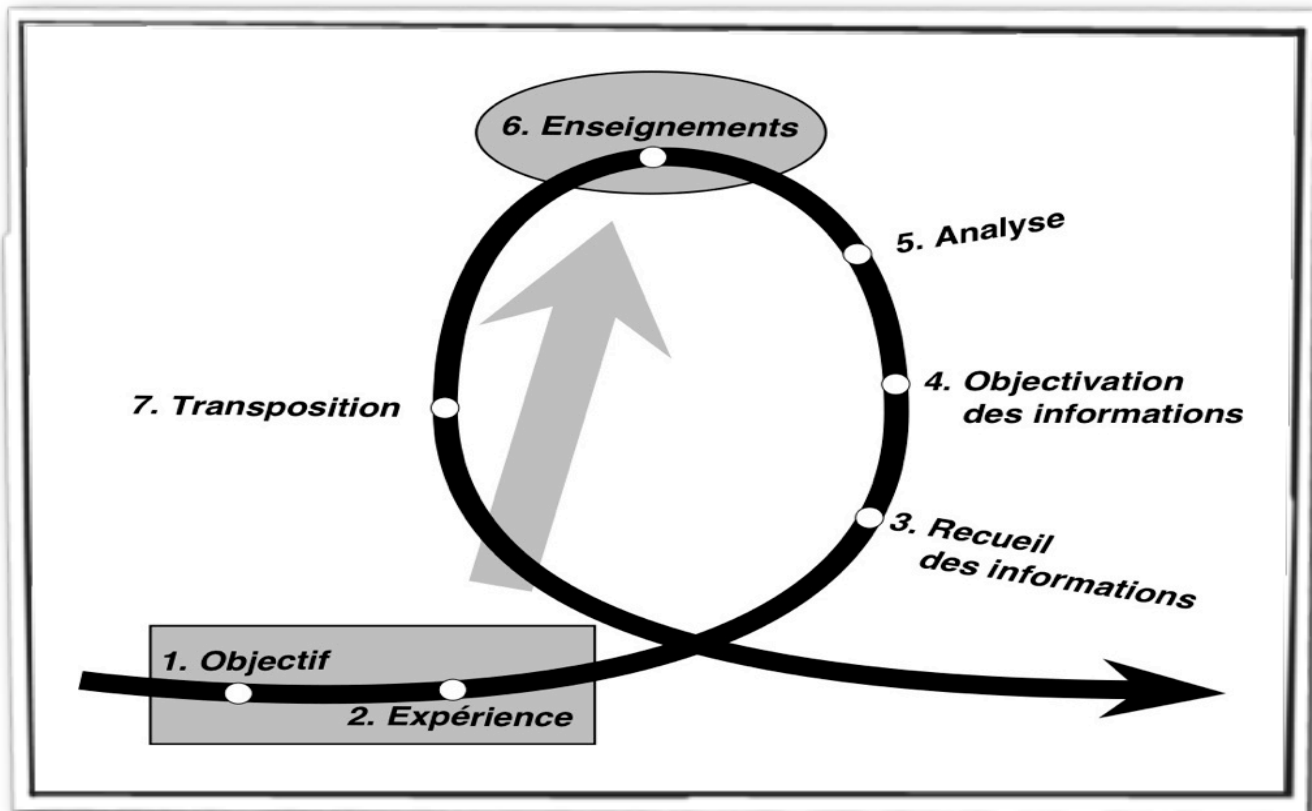 1. Objectif
2. Expérience
3. Recueil
des informations
4. Objectivation
des informations
5. Analyse
6. Enseignements
7. Transposition